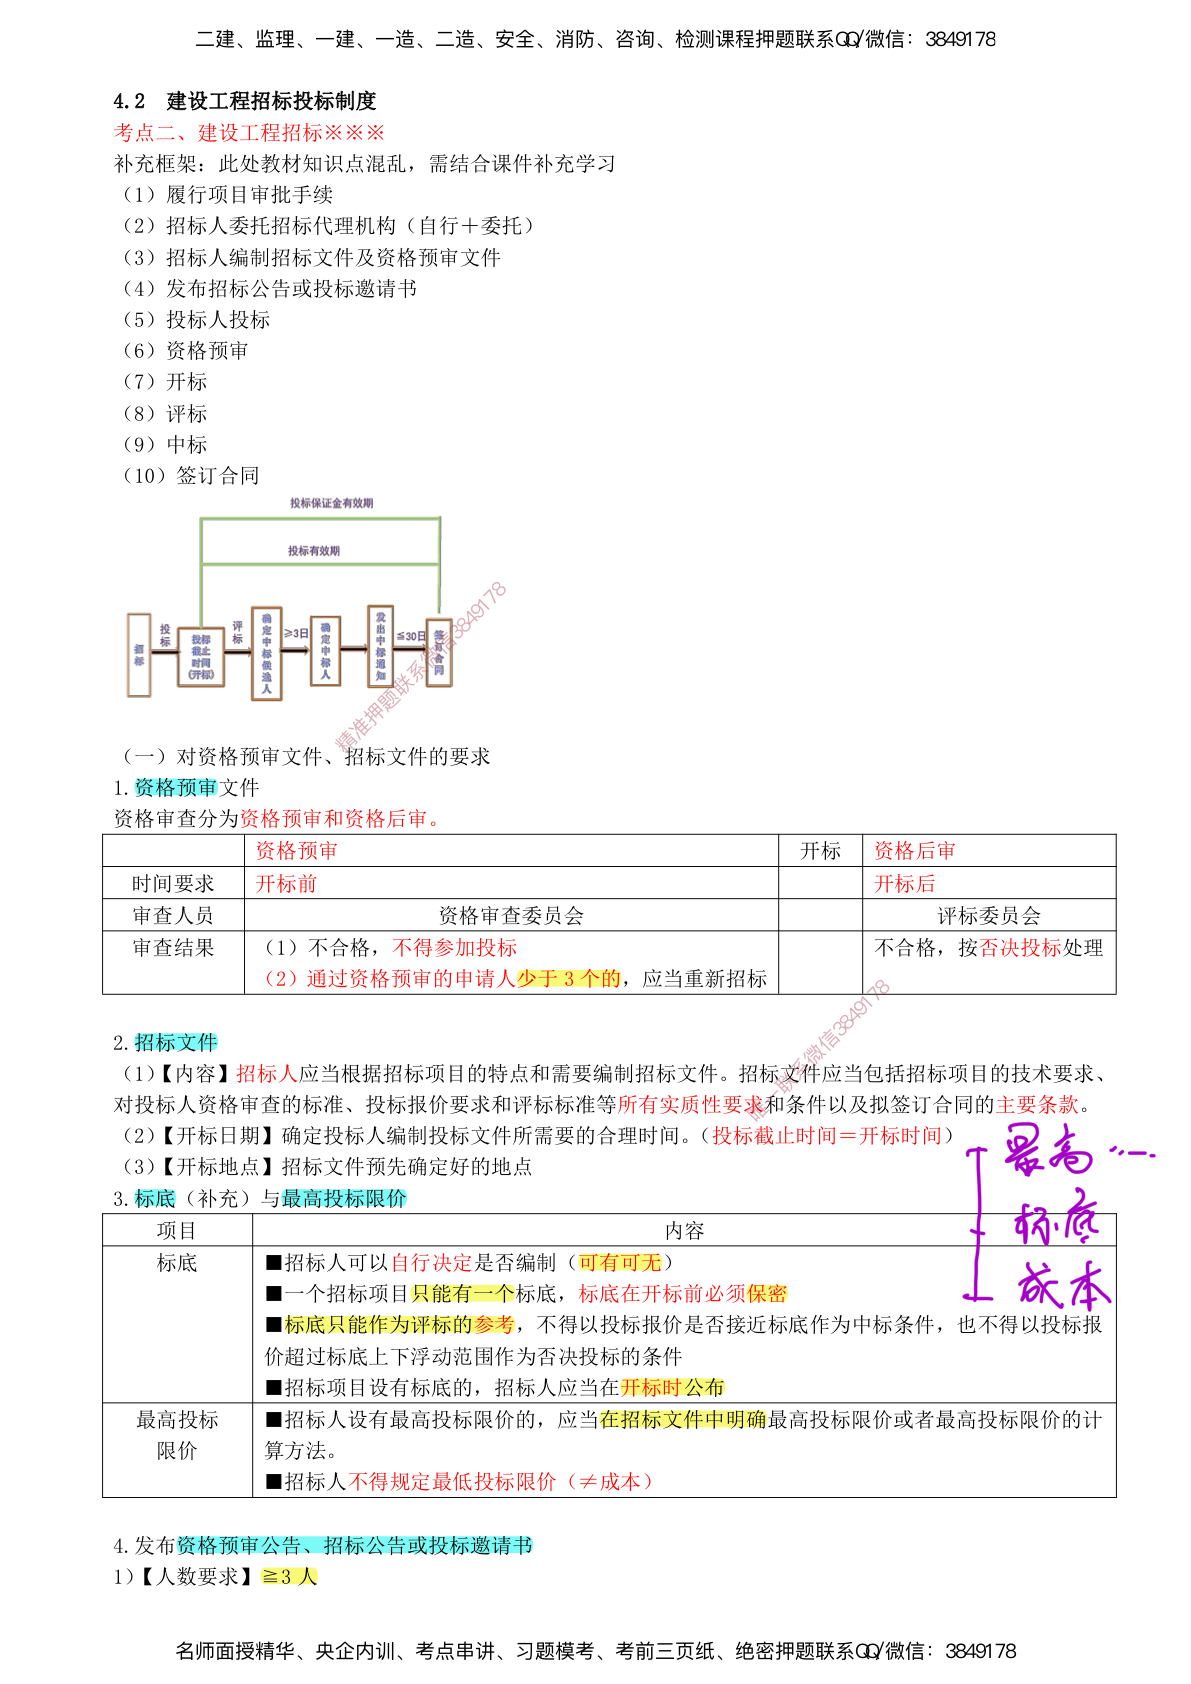 二建、监理、一建、一造、二造、安全、消防、咨询、检测课程押题联系QQ/微信：3849178
4.2　建设工程招标投标制度
考点二、建设工程招标※※※
补充框架：此处教材知识点混乱，需结合课件补充学习
（1）履行项目审批手续
（2）招标人委托招标代理机构（自行＋委托）
（3）招标人编制招标文件及资格预审文件
（4）发布招标公告或投标邀请书
（5）投标人投标
（6）资格预审
（7）开标
（8）评标
（9）中标
（10）签订合同
投标保证金有效期
投标有效期
招标
投标
投标截止时间(开标)
评标
确定中标候选人
≥3日
确定中标人
发出中标通知
≤30日
签订合同
精准押题联系微信3849178
（一）对资格预审文件、招标文件的要求
1.资格预审文件
资格审查分为资格预审和资格后审。
资格预审 开标 资格后审
时间要求 开标前 开标后
审查人员 资格审查委员会 评标委员会
审查结果 （1）不合格，不得参加投标 不合格，按否决投标处理
（2）通过资格预审的申请人少于 3 个的，应当重新招标
唯一联系微信3849178
2.招标文件
（1）【内容】招标人应当根据招标项目的特点和需要编制招标文件。招标文件应当包括招标项目的技术要求、
对投标人资格审查的标准、投标报价要求和评标标准等所有实质性要求和条件以及拟签订合同的主要条款。
（2）【开标日期】确定投标人编制投标文件所需要的合理时间。（投标截止时间＝开标时间）
（3）【开标地点】招标文件预先确定好的地点
最高…
标底
成本
3.标底（补充）与最高投标限价
项目 内容
标底 ■招标人可以自行决定是否编制（可有可无）
■一个招标项目只能有一个标底，标底在开标前必须保密
■标底只能作为评标的参考，不得以投标报价是否接近标底作为中标条件，也不得以投标报
价超过标底上下浮动范围作为否决投标的条件
■招标项目设有标底的，招标人应当在开标时公布
最高投标限价 ■招标人设有最高投标限价的，应当在招标文件中明确最高投标限价或者最高投标限价的计
算方法。
■招标人不得规定最低投标限价（≠成本）
4.发布资格预审公告、招标公告或投标邀请书
1)【人数要求】≧3 人
名师面授精华、央企内训、考点串讲、习题模考、考前三页纸、绝密押题联系QQ/微信：3849178